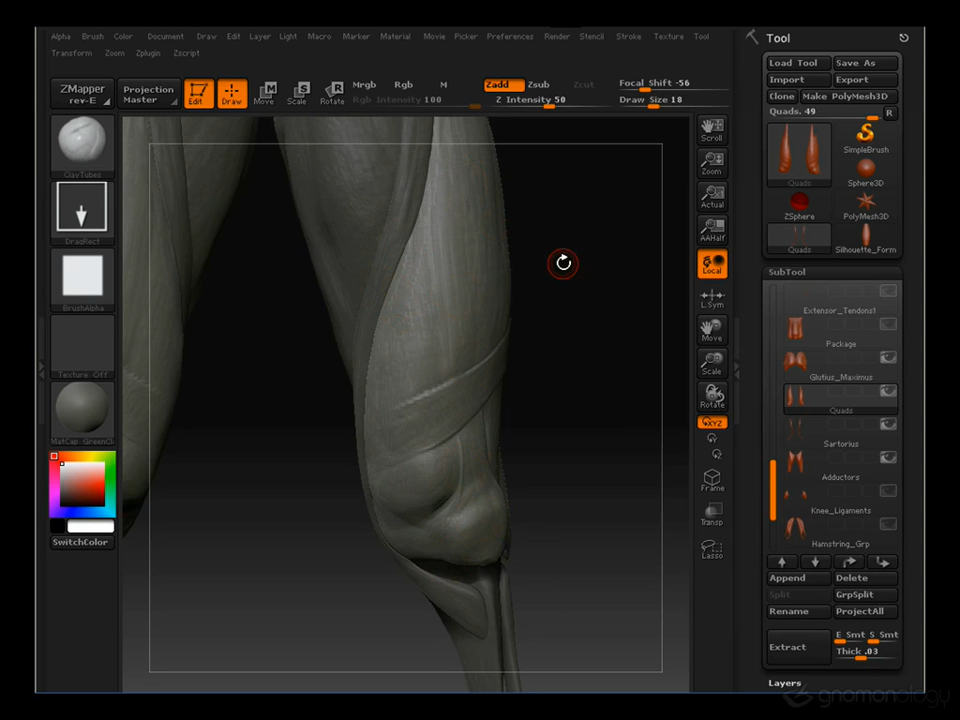 Alpha Brush Color Document Draw Edit Layer Light Macro Marker Material Movie Picker Preferences Render Stencil Stroke Texture Tool
Transform Zoom Zplugin Zscript
ZMapper
rev-E
Projection
Master
Edit
Draw
Move
Scale
Rotate
Mrgb Rgb M
Rgb Intensity 100
Zadd Zsub Zcut
Z Intensity 50
Focal Shift -56
Draw Size 18
ClayTubes
DragRect
BrushAlpha
Texture Off
MatCap GreenCl
SwitchColor
Scroll
Zoom
Actual
AAHalf
Local
L.Sym
Move
Scale
Rotate
XYZ
Frame
Transp
Lasso
Tool
Load Tool Save As
Import Export
Clone Make PolyMesh3D
Quads. 49 R
Quads
SimpleBrush
Sphere3D
ZSphere
PolyMesh3D
Quads
Silhouette_Form
SubTool
Extensor_Tendons1
Package
Glutius_Maximus
Quads
Sartorius
Adductors
Knee_Ligaments
Hamstring_Grp
Append Delete
Split GrpSplit
Rename ProjectAll
Extract
E Smt S Smt
Thick .03
Layers
gnomonology